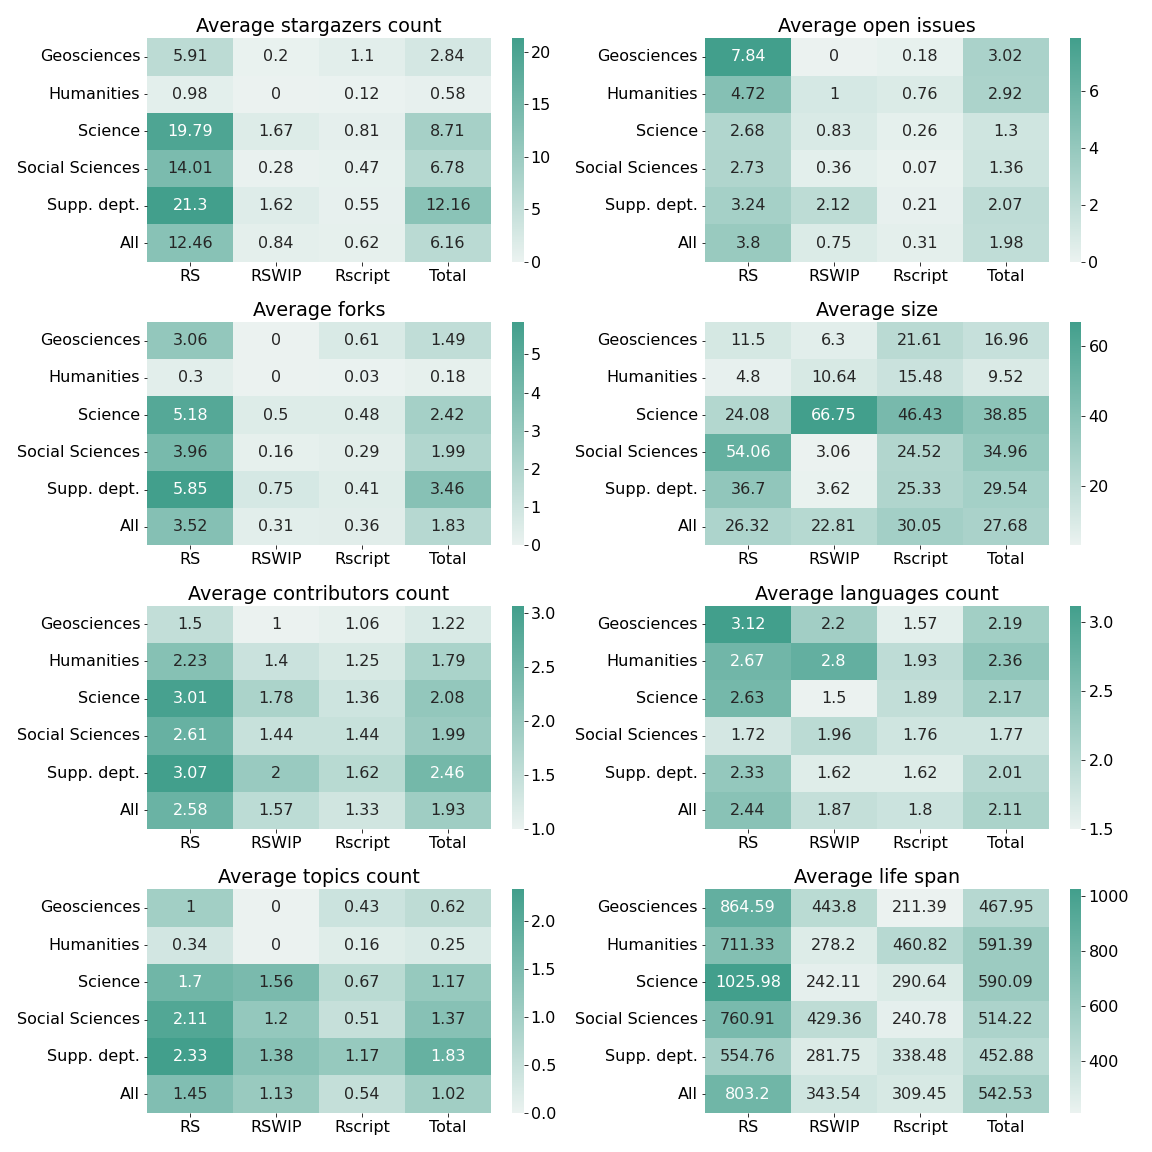 Average stargazers count
Geosciences 5.91 0.2 1.1 2.84
Humanities 0.98 0 0.12 0.58
Science 19.79 1.67 0.81 8.71
Social Sciences 14.01 0.28 0.47 6.78
Supp. dept. 21.3 1.62 0.55 12.16
All 12.46 0.84 0.62 6.16
RS RSWIP Rscript Total
20
15
10
5
0
Average open issues
Geosciences 7.84 0 0.18 3.02
Humanities 4.72 1 0.76 2.92
Science 2.68 0.83 0.26 1.3
Social Sciences 2.73 0.36 0.07 1.36
Supp. dept. 3.24 2.12 0.21 2.07
All 3.8 0.75 0.31 1.98
RS RSWIP Rscript Total
6
4
2
0
Average forks
Geosciences 3.06 0 0.61 1.49
Humanities 0.3 0 0.03 0.18
Science 5.18 0.5 0.48 2.42
Social Sciences 3.96 0.16 0.29 1.99
Supp. dept. 5.85 0.75 0.41 3.46
All 3.52 0.31 0.36 1.83
RS RSWIP Rscript Total
5
4
3
2
1
0
Average size
Geosciences 11.5 6.3 21.61 16.96
Humanities 4.8 10.64 15.48 9.52
Science 24.08 66.75 46.43 38.85
Social Sciences 54.06 3.06 24.52 34.96
Supp. dept. 36.7 3.62 25.33 29.54
All 26.32 22.81 30.05 27.68
RS RSWIP Rscript Total
60
40
20
Average contributors count
Geosciences 1.5 1 1.06 1.22
Humanities 2.23 1.4 1.25 1.79
Science 3.01 1.78 1.36 2.08
Social Sciences 2.61 1.44 1.44 1.99
Supp. dept. 3.07 2 1.62 2.46
All 2.58 1.57 1.33 1.93
RS RSWIP Rscript Total
3.0
2.5
2.0
1.5
1.0
Average languages count
Geosciences 3.12 2.2 1.57 2.19
Humanities 2.67 2.8 1.93 2.36
Science 2.63 1.5 1.89 2.17
Social Sciences 1.72 1.96 1.76 1.77
Supp. dept. 2.33 1.62 1.62 2.01
All 2.44 1.87 1.8 2.11
RS RSWIP Rscript Total
3.0
2.5
2.0
1.5
Average topics count
Geosciences 1 0 0.43 0.62
Humanities 0.34 0 0.16 0.25
Science 1.7 1.56 0.67 1.17
Social Sciences 2.11 1.2 0.51 1.37
Supp. dept. 2.33 1.38 1.17 1.83
All 1.45 1.13 0.54 1.02
RS RSWIP Rscript Total
2.0
1.5
1.0
0.5
0.0
Average life span
Geosciences 864.59 443.8 211.39 467.95
Humanities 711.33 278.2 460.82 591.39
Science 1025.98 242.11 290.64 590.09
Social Sciences 760.91 429.36 240.78 514.22
Supp. dept. 554.76 281.75 338.48 452.88
All 803.2 343.54 309.45 542.53
RS RSWIP Rscript Total
1000
800
600
400